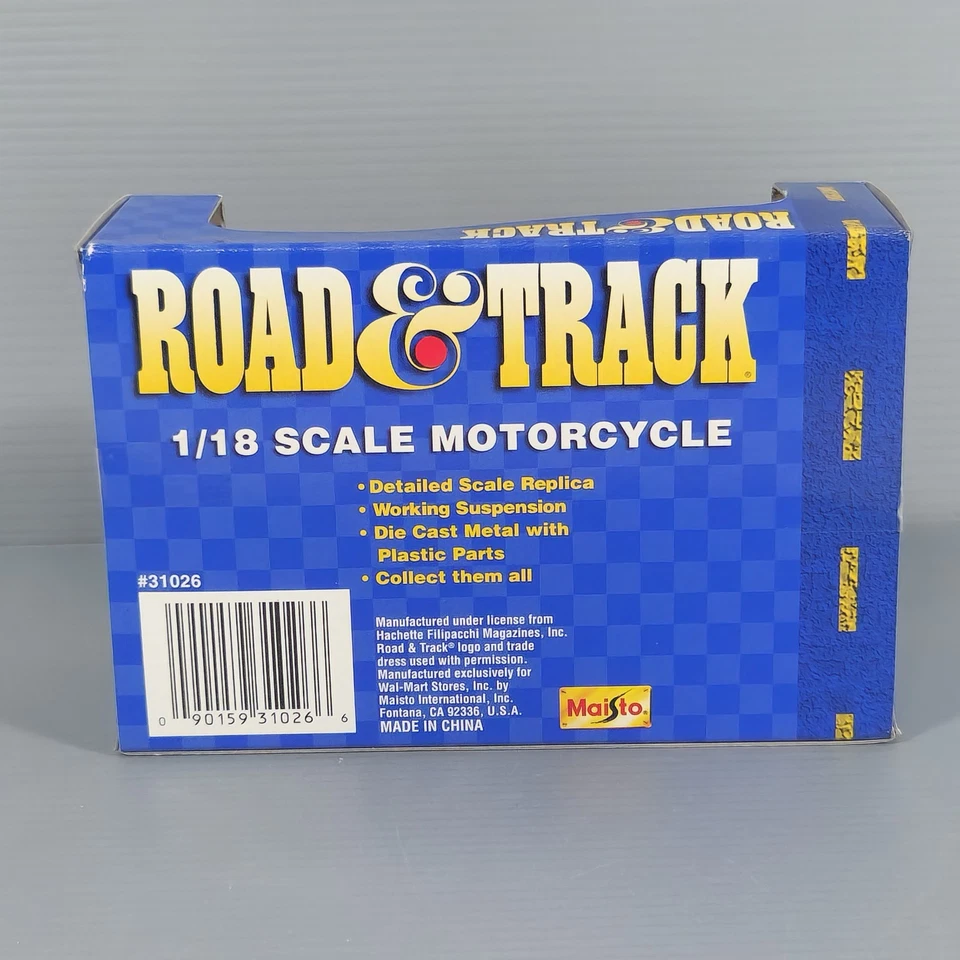 ROAD & TRACK
ROAD & TRACK®
1/18 SCALE MOTORCYCLE
• Detailed Scale Replica
• Working Suspension
• Die Cast Metal with
Plastic Parts
• Collect them all
#31026
0 90159 31026 6
Manufactured under license from
Hachette Filipacchi Magazines, Inc.
Road & Track® logo and trade
dress used with permission.
Manufactured exclusively for
Wal-Mart Stores, Inc. by
Maisto International, Inc.
Fontana, CA 92336, U.S.A.
MADE IN CHINA
Maisto®